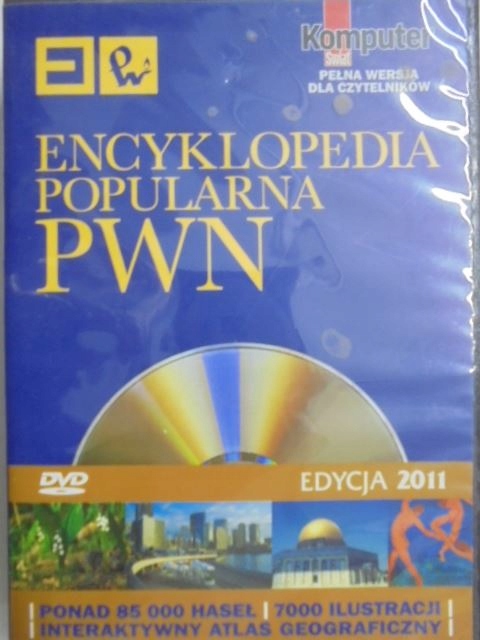 Komputer
Świat
PEŁNA WERSJA
DLA CZYTELNIKÓW
ENCYKLOPEDIA
POPULARNA
PWN
DVD
EDYCJA 2011
PONAD 85 000 HASEŁ | 7000 ILUSTRACJI
INTERAKTYWNY ATLAS GEOGRAFICZNY